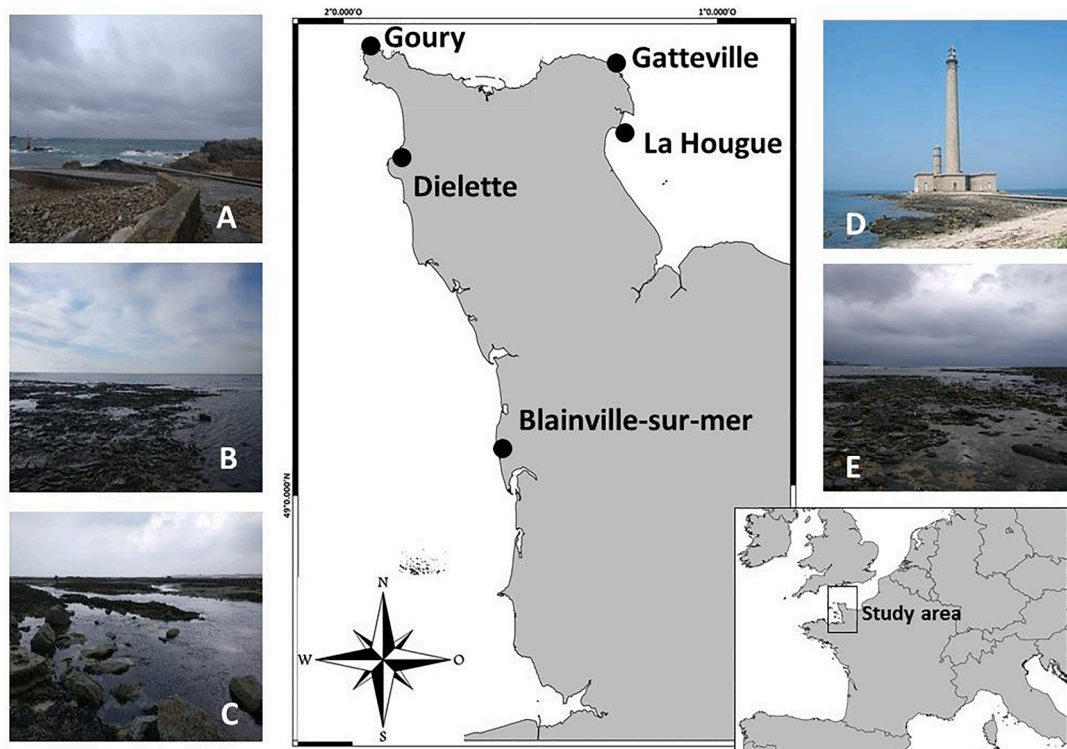 2°0.000'O
1°0.000'O
Goury
Gatteville
La Hougue
Dielette
Blainville-sur-mer
49°0.000'N
A
B
C
D
E
N
W
O
S
Study area